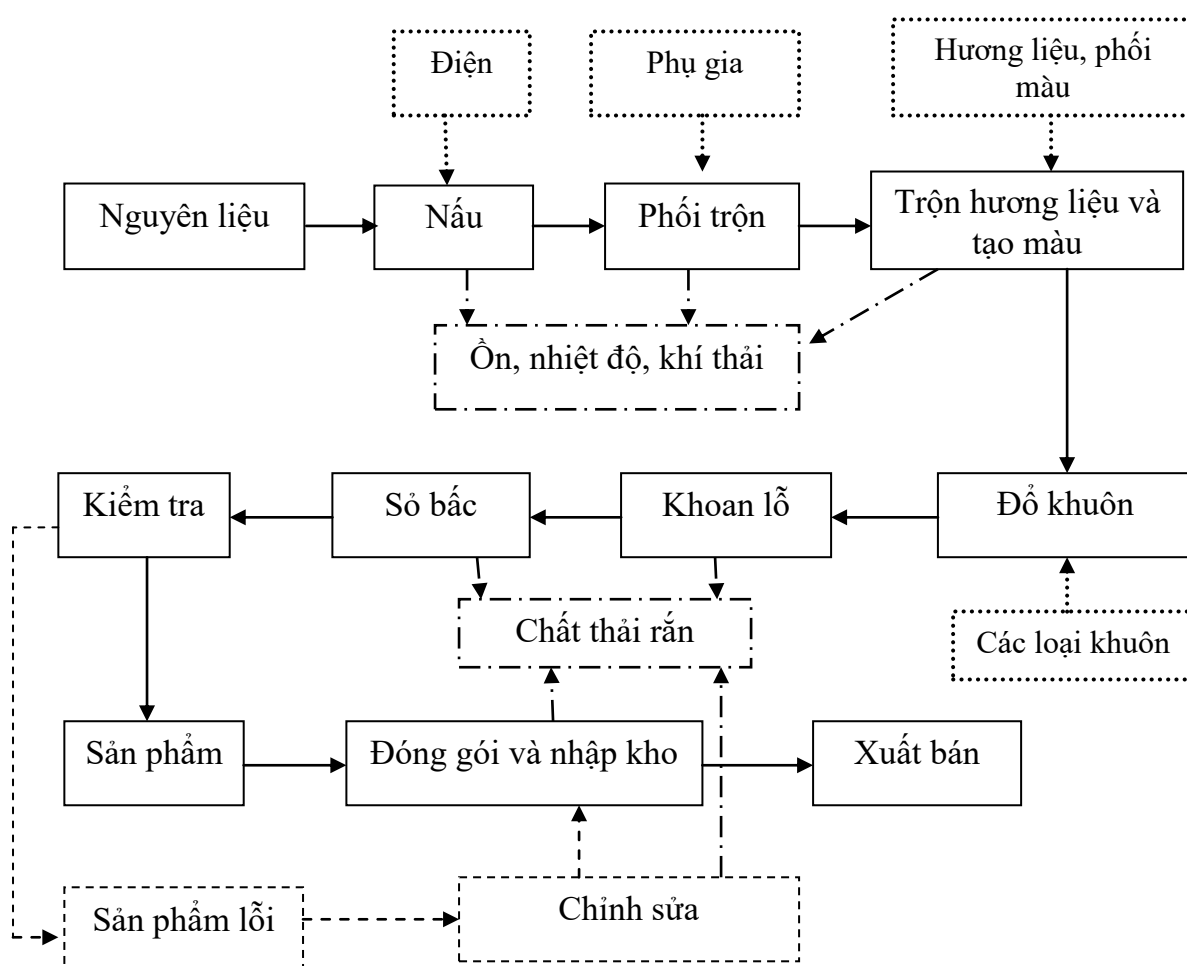 Điện
Phụ gia
Hương liệu, phối
màu
Nguyên liệu
Nấu
Phối trộn
Trộn hương liệu và
tạo màu
Ồn, nhiệt độ, khí thải
Kiểm tra
Sỏ bấc
Khoan lỗ
Đổ khuôn
Chất thải rắn
Các loại khuôn
Sản phẩm
Đóng gói và nhập kho
Xuất bán
Sản phẩm lỗi
Chỉnh sửa